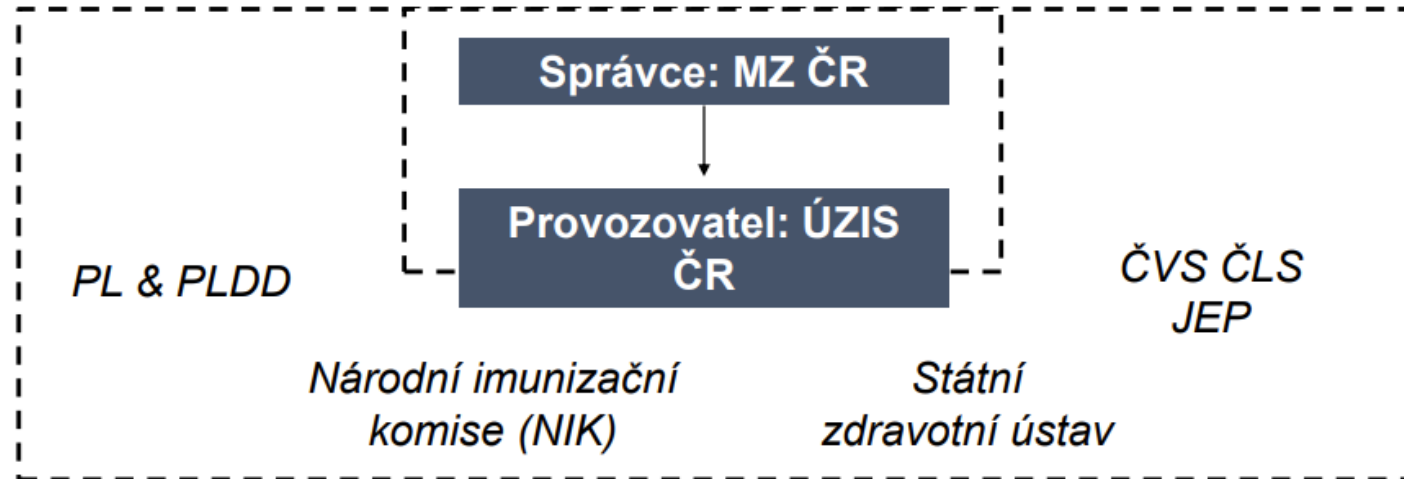 Správce: MZ ČR
Provozovatel: ÚZIS
ČR
PL & PLDD
ČVS ČLS
JEP
Národní imunizační
komise (NIK)
Státní
zdravotní ústav